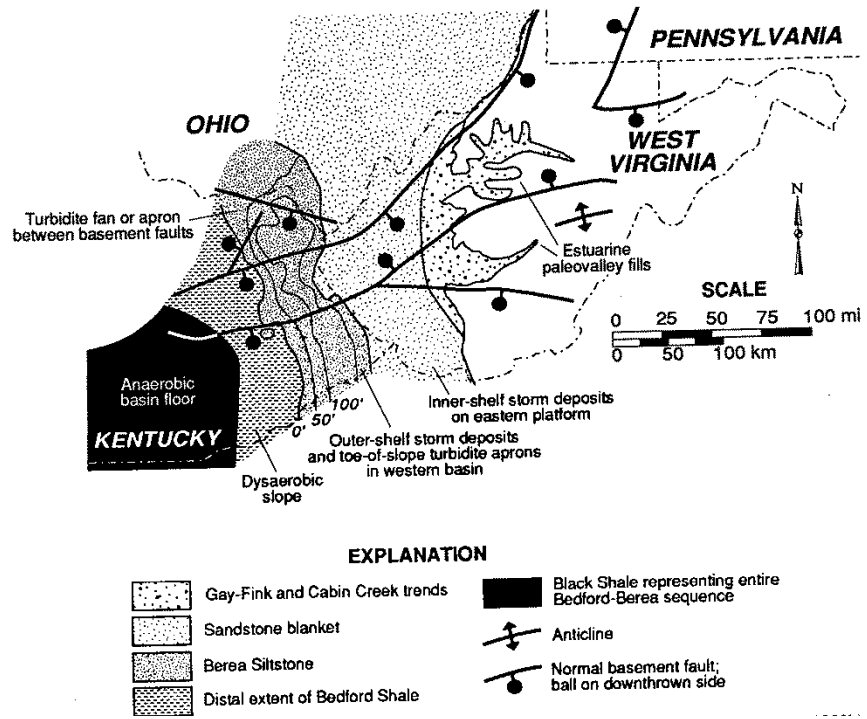 PENNSYLVANIA
OHIO
WEST
VIRGINIA
Turbidite fan or apron
between basement faults
N
Estuarine
paleovalley fills
SCALE
0 25 50 75 100 mi
0 50 100 km
Anaerobic
basin floor
KENTUCKY
0' 50' 100'
Inner-shelf storm deposits
on eastern platform
Outer-shelf storm deposits
and toe-of-slope turbidite aprons
in western basin
Dysaerobic
slope
EXPLANATION
Gay-Fink and Cabin Creek trends
Sandstone blanket
Berea Siltstone
Distal extent of Bedford Shale
Black Shale representing entire
Bedford-Berea sequence
Anticline
Normal basement fault;
ball on downthrown side